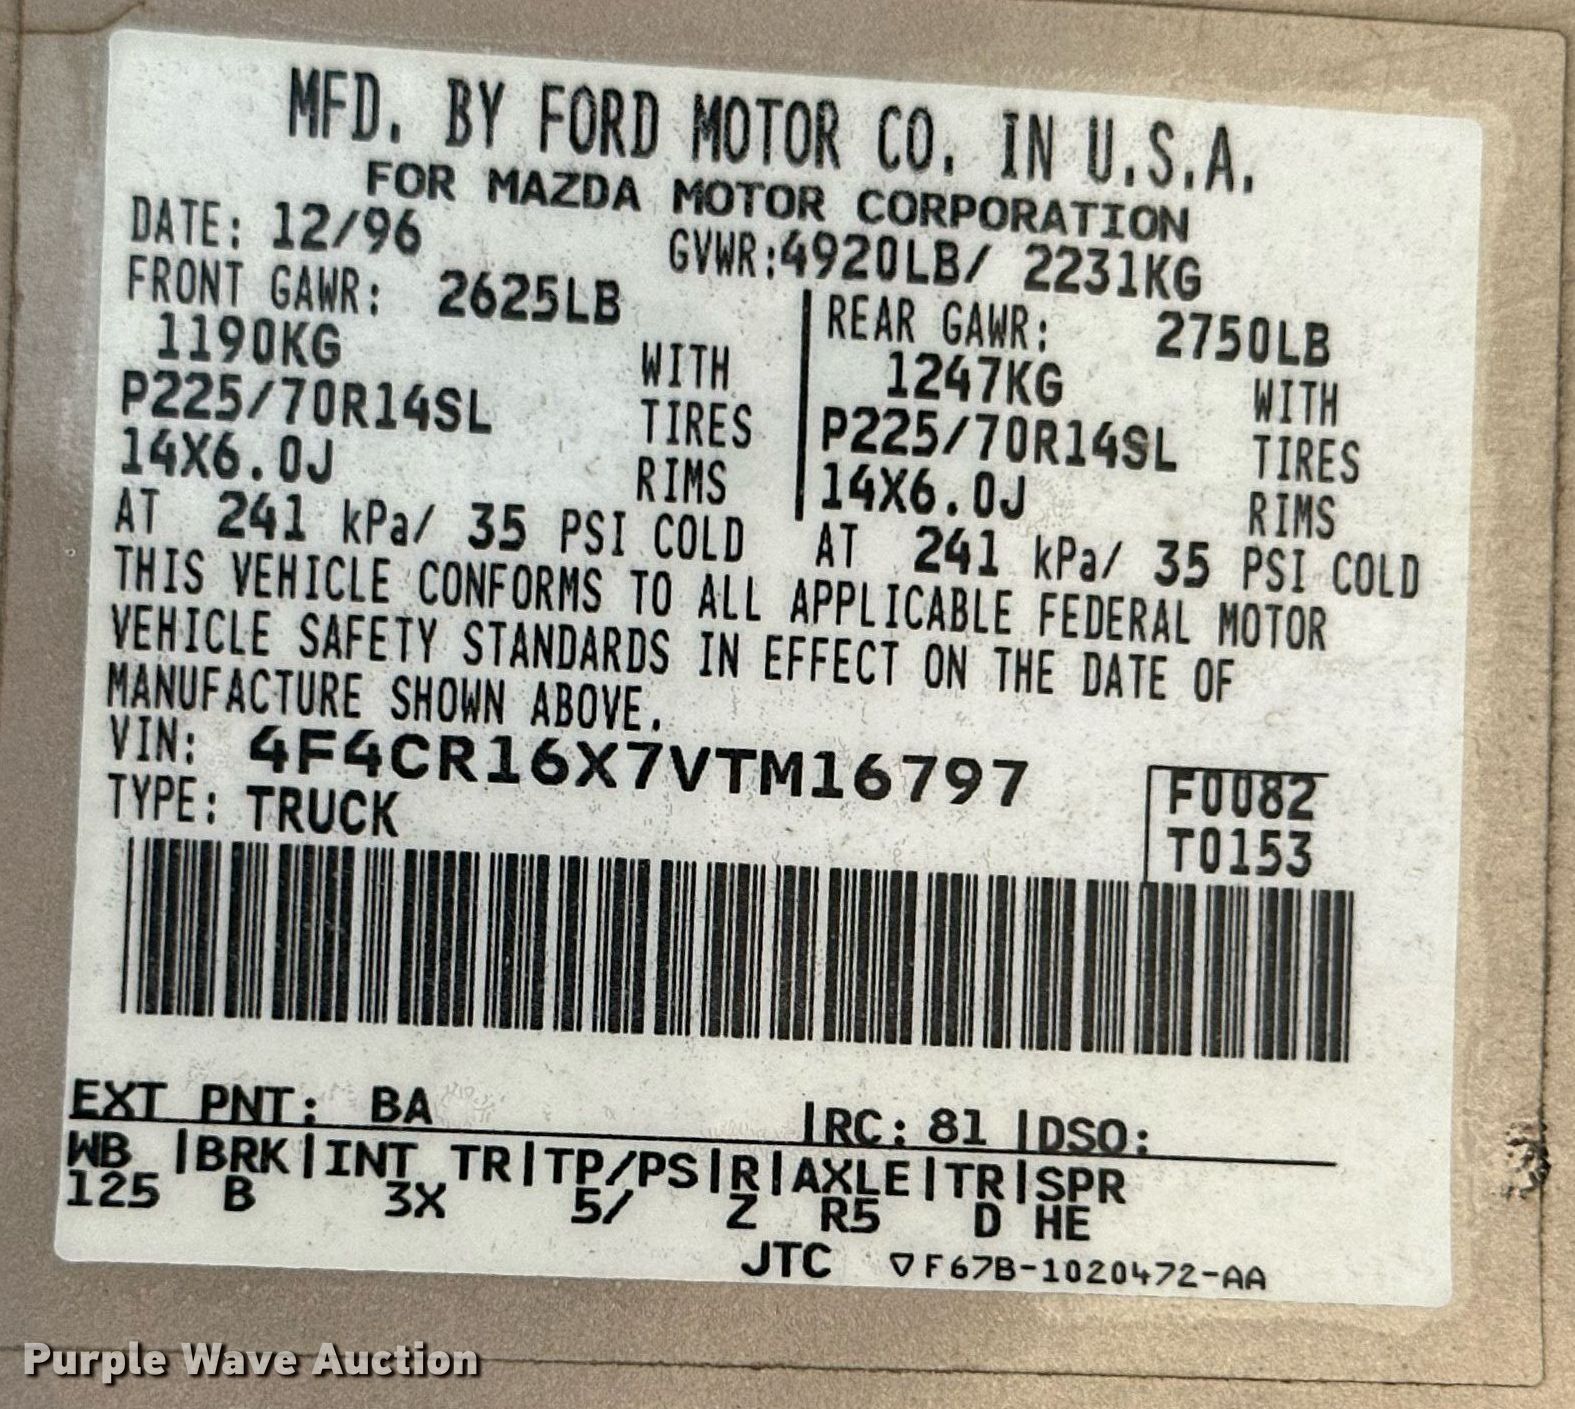 MFD. BY FORD MOTOR CO. IN U.S.A.
FOR MAZDA MOTOR CORPORATION
DATE: 12/96 GVWR:4920LB/ 2231KG
FRONT GAWR: 2625LB REAR GAWR: 2750LB
1190KG WITH 1247KG WITH
P225/70R14SL TIRES P225/70R14SL TIRES
14X6.0J RIMS 14X6.0J RIMS
AT 241 kPa/ 35 PSI COLD AT 241 kPa/ 35 PSI COLD
THIS VEHICLE CONFORMS TO ALL APPLICABLE FEDERAL MOTOR
VEHICLE SAFETY STANDARDS IN EFFECT ON THE DATE OF
MANUFACTURE SHOWN ABOVE.
VIN: 4F4CR16X7VTM16797 F0082
TYPE: TRUCK T0153
EXT PNT: BA |RC: 81 |DSO:
WB |BRK|INT TR|TP/PS|R|AXLE|TR|SPR
125 B 3X 5/ Z R5 D HE
JTC ▽F67B-1020472-AA
Purple Wave Auction